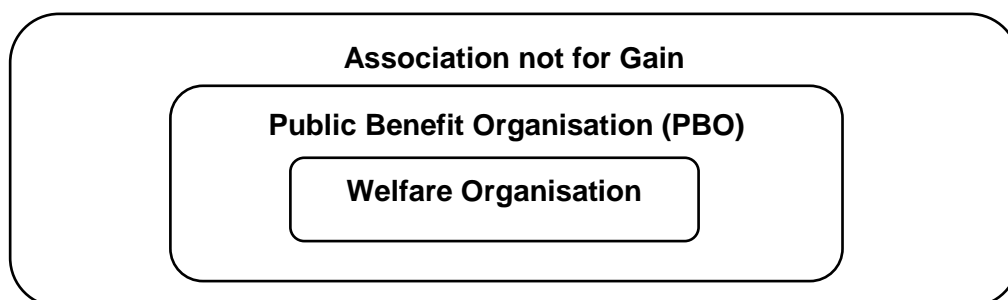 Association not for Gain
Public Benefit Organisation (PBO)
Welfare Organisation